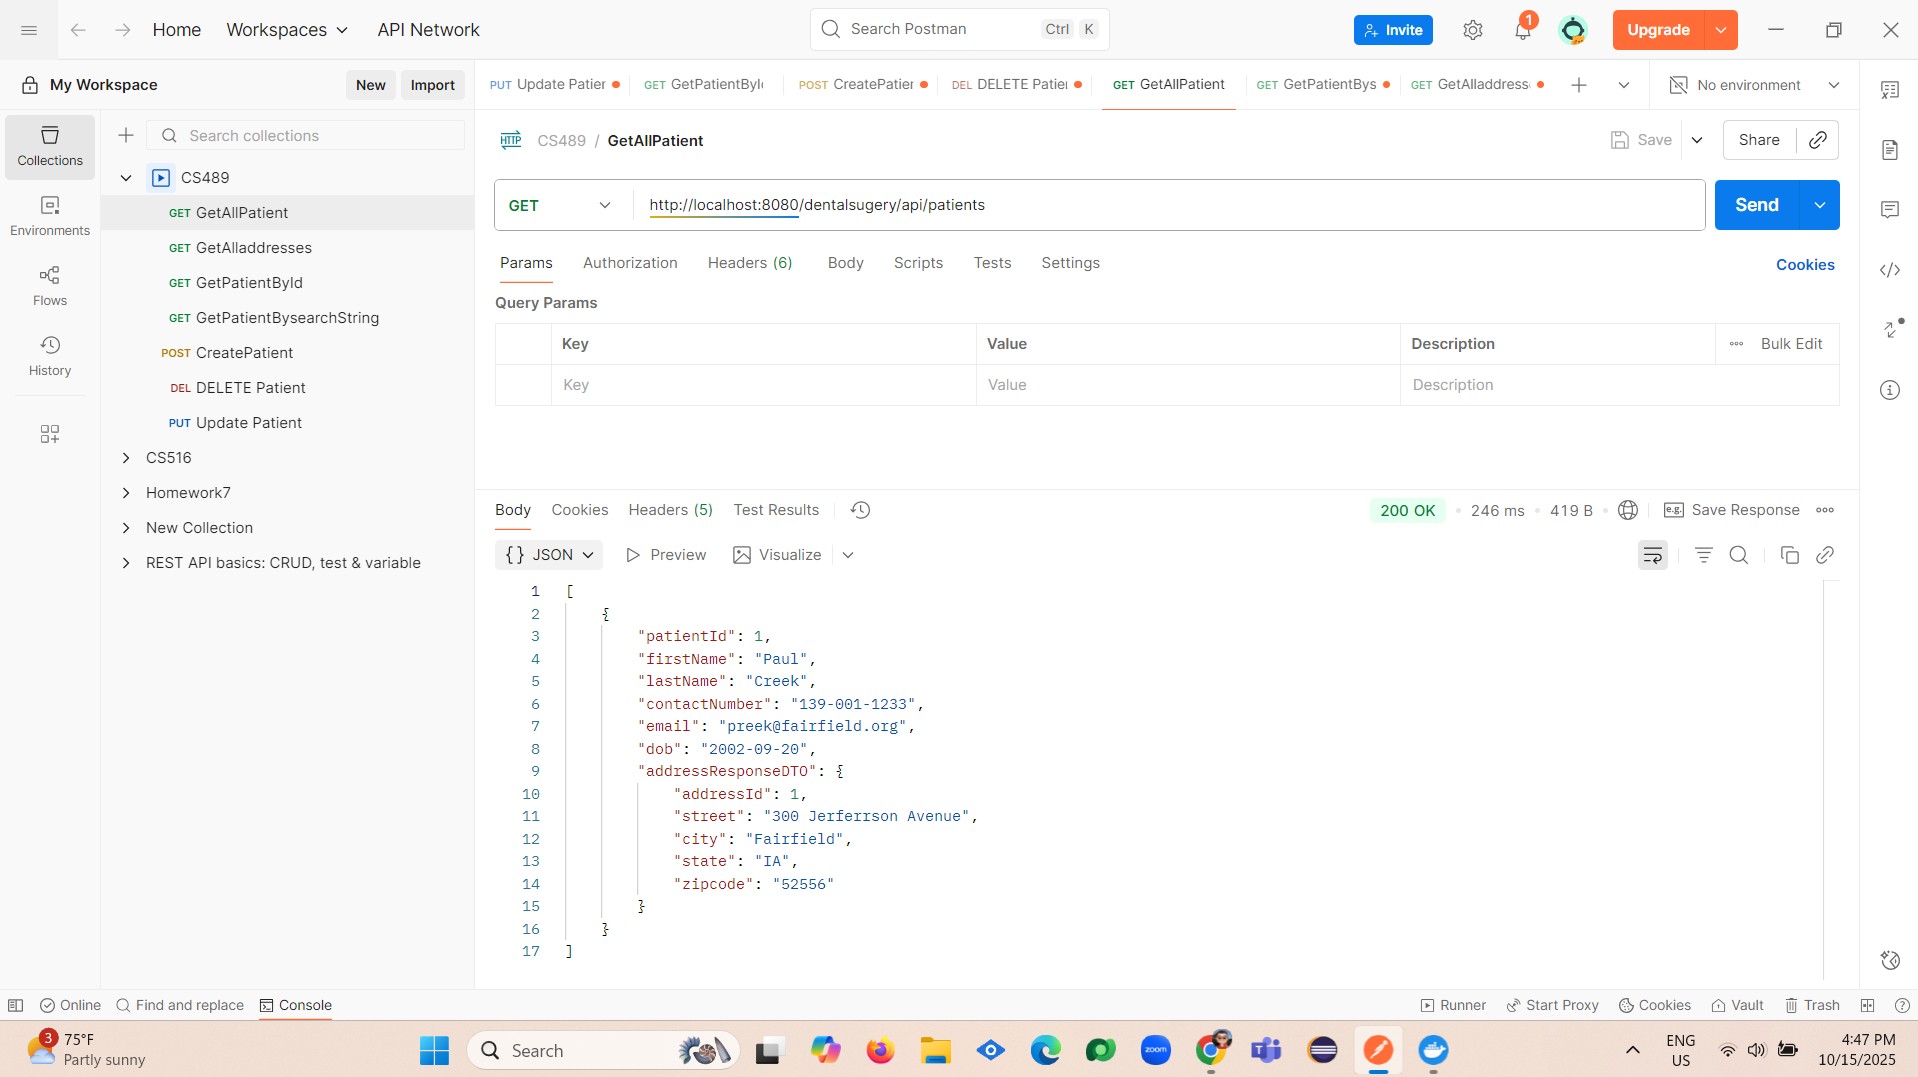 Home
Workspaces
API Network
Search Postman
Ctrl K
Invite
1
Upgrade
My Workspace
New
Import
PUT Update Patier
GET GetPatientByI
POST CreatePatier
DEL DELETE Patie
GET GetAllPatient
GET GetPatientBys
GET GetAlladdress
No environment
Collections
Environments
Flows
History
Search collections
CS489
GET GetAllPatient
GET GetAlladdresses
GET GetPatientById
GET GetPatientBysearchString
POST CreatePatient
DEL DELETE Patient
PUT Update Patient
CS516
Homework7
New Collection
REST API basics: CRUD, test & variable
HTTP CS489 / GetAllPatient
Save
Share
GET
http://localhost:8080/dentalsugery/api/patients
Send
Params
Authorization
Headers (6)
Body
Scripts
Tests
Settings
Cookies
Query Params
Key
Value
Description
Bulk Edit
Key
Value
Description
Body
Cookies
Headers (5)
Test Results
200 OK
246 ms
419 B
e.g. Save Response
{} JSON
Preview
Visualize
1 [
2 {
3 "patientId": 1,
4 "firstName": "Paul",
5 "lastName": "Creek",
6 "contactNumber": "139-001-1233",
7 "email": "preek@fairfield.org",
8 "dob": "2002-09-20",
9 "addressResponseDTO": {
10 "addressId": 1,
11 "street": "300 Jerferrson Avenue",
12 "city": "Fairfield",
13 "state": "IA",
14 "zipcode": "52556"
15 }
16 }
17 ]
Online
Find and replace
Console
Runner
Start Proxy
Cookies
Vault
Trash
3
75°F
Partly sunny
Search
zoom
ENG
US
4:47 PM
10/15/2025